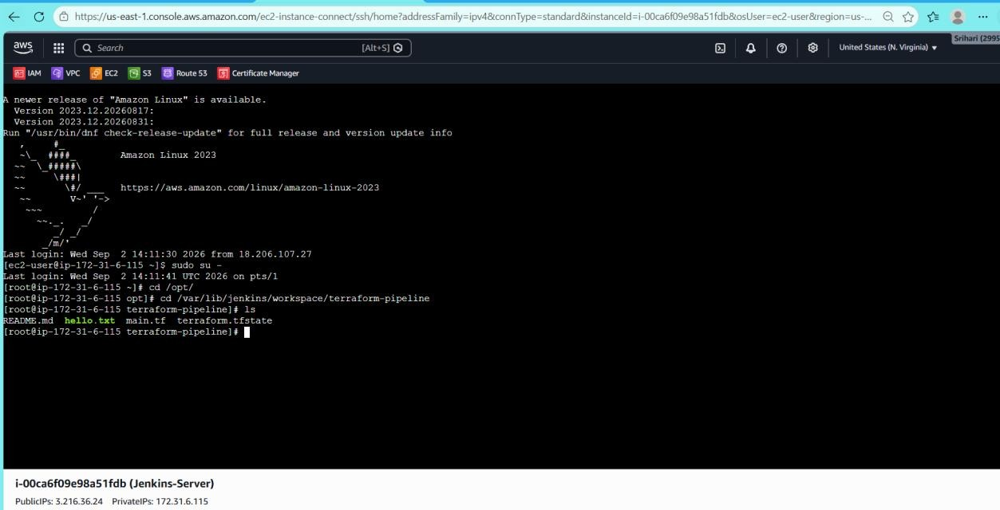 https://us-east-1.console.aws.amazon.com/ec2-instance-connect/ssh/home?addressFamily=ipv4&connType=standard&instanceId=i-00ca6f09e98a51fdb&osUser=ec2-user&region=us-...
aws Search [Alt+S] United States (N. Virginia) Srihari (2995
IAM VPC EC2 S3 Route 53 Certificate Manager
A newer release of "Amazon Linux" is available.
  Version 2023.12.20260817:
  Version 2023.12.20260831:
Run "/usr/bin/dnf check-release-update" for full release and version update info
   ,     #_
   ~\_  ####_        Amazon Linux 2023
  ~~  \_#####\
  ~~     \###|
  ~~       \#/ ___   https://aws.amazon.com/linux/amazon-linux-2023
   ~~       V~' '->
    ~~~         /
      ~~._.   _/
         _/ _/
       _/m/'
Last login: Wed Sep  2 14:11:30 2026 from 18.206.107.27
[ec2-user@ip-172-31-6-115 ~]$ sudo su -
Last login: Wed Sep  2 14:11:41 UTC 2026 on pts/1
[root@ip-172-31-6-115 ~]# cd /opt/
[root@ip-172-31-6-115 opt]# cd /var/lib/jenkins/workspace/terraform-pipeline
[root@ip-172-31-6-115 terraform-pipeline]# ls
README.md  hello.txt  main.tf  terraform.tfstate
[root@ip-172-31-6-115 terraform-pipeline]#
i-00ca6f09e98a51fdb (Jenkins-Server)
PublicIPs: 3.216.36.24 PrivateIPs: 172.31.6.115